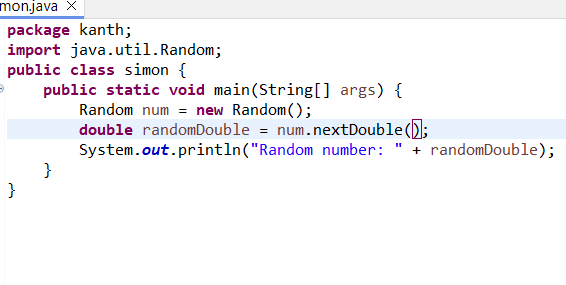 mon.java
package kanth;
import java.util.Random;
public class simon {
public static void main(String[] args) {
Random num = new Random();
double randomDouble = num.nextDouble();
System.out.println("Random number: " + randomDouble);
}
}